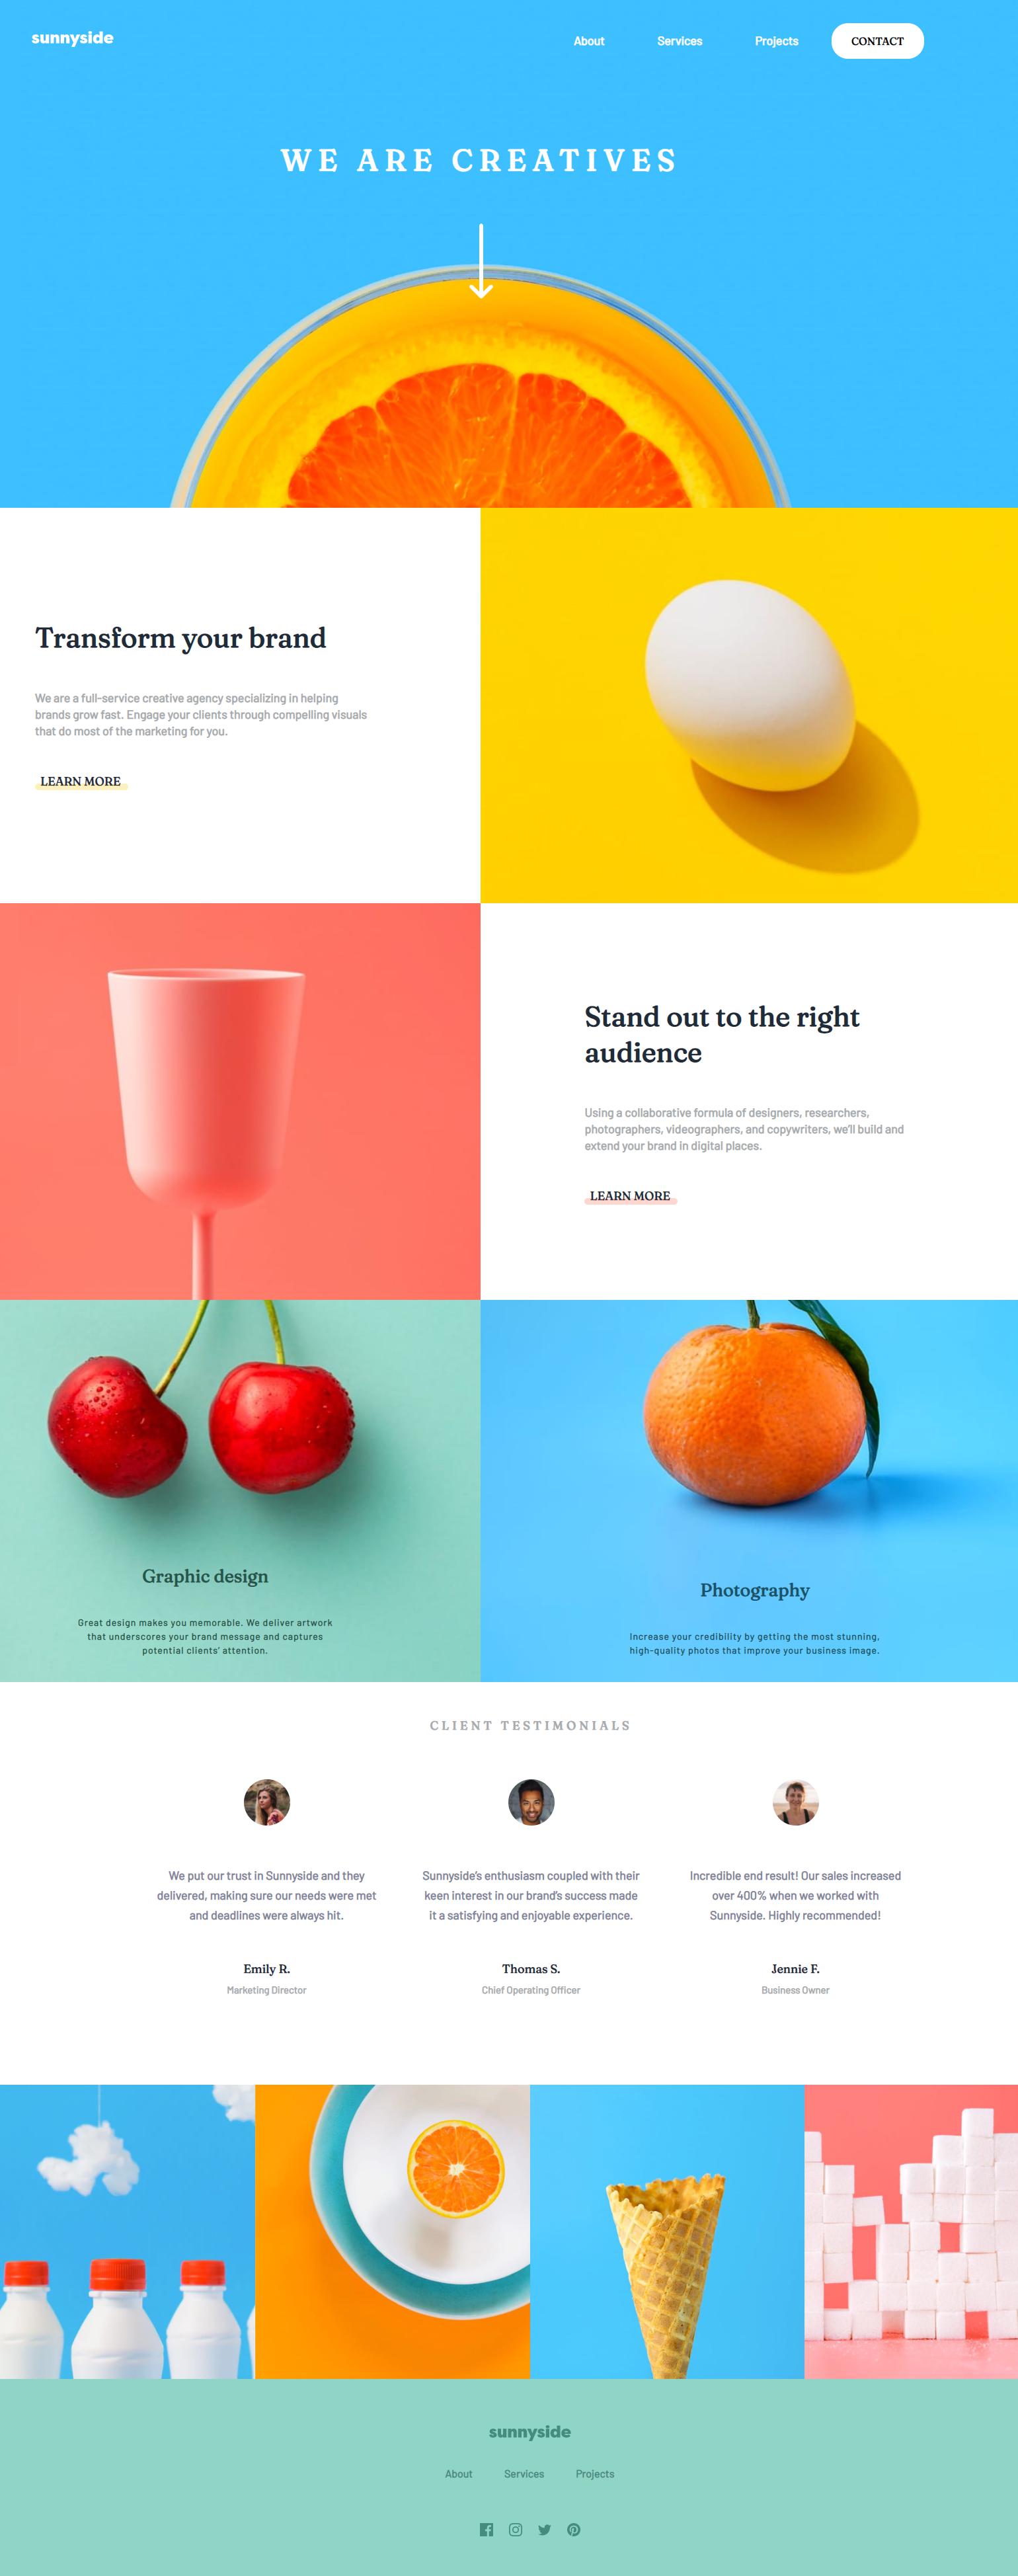 sunnyside
About Services Projects CONTACT
WE ARE CREATIVES
Transform your brand
We are a full-service creative agency specializing in helping
brands grow fast. Engage your clients through compelling visuals
that do most of the marketing for you.
LEARN MORE
Stand out to the right
audience
Using a collaborative formula of designers, researchers,
photographers, videographers, and copywriters, we'll build and
extend your brand in digital places.
LEARN MORE
Graphic design
Great design makes you memorable. We deliver artwork
that underscores your brand message and captures
potential clients' attention.
Photography
Increase your credibility by getting the most stunning,
high-quality photos that improve your business image.
CLIENT TESTIMONIALS
We put our trust in Sunnyside and they
delivered, making sure our needs were met
and deadlines were always hit.
Emily R.
Marketing Director
Sunnyside's enthusiasm coupled with their
keen interest in our brand's success made
it a satisfying and enjoyable experience.
Thomas S.
Chief Operating Officer
Incredible end result! Our sales increased
over 400% when we worked with
Sunnyside. Highly recommended!
Jennie F.
Business Owner
sunnyside
About Services Projects